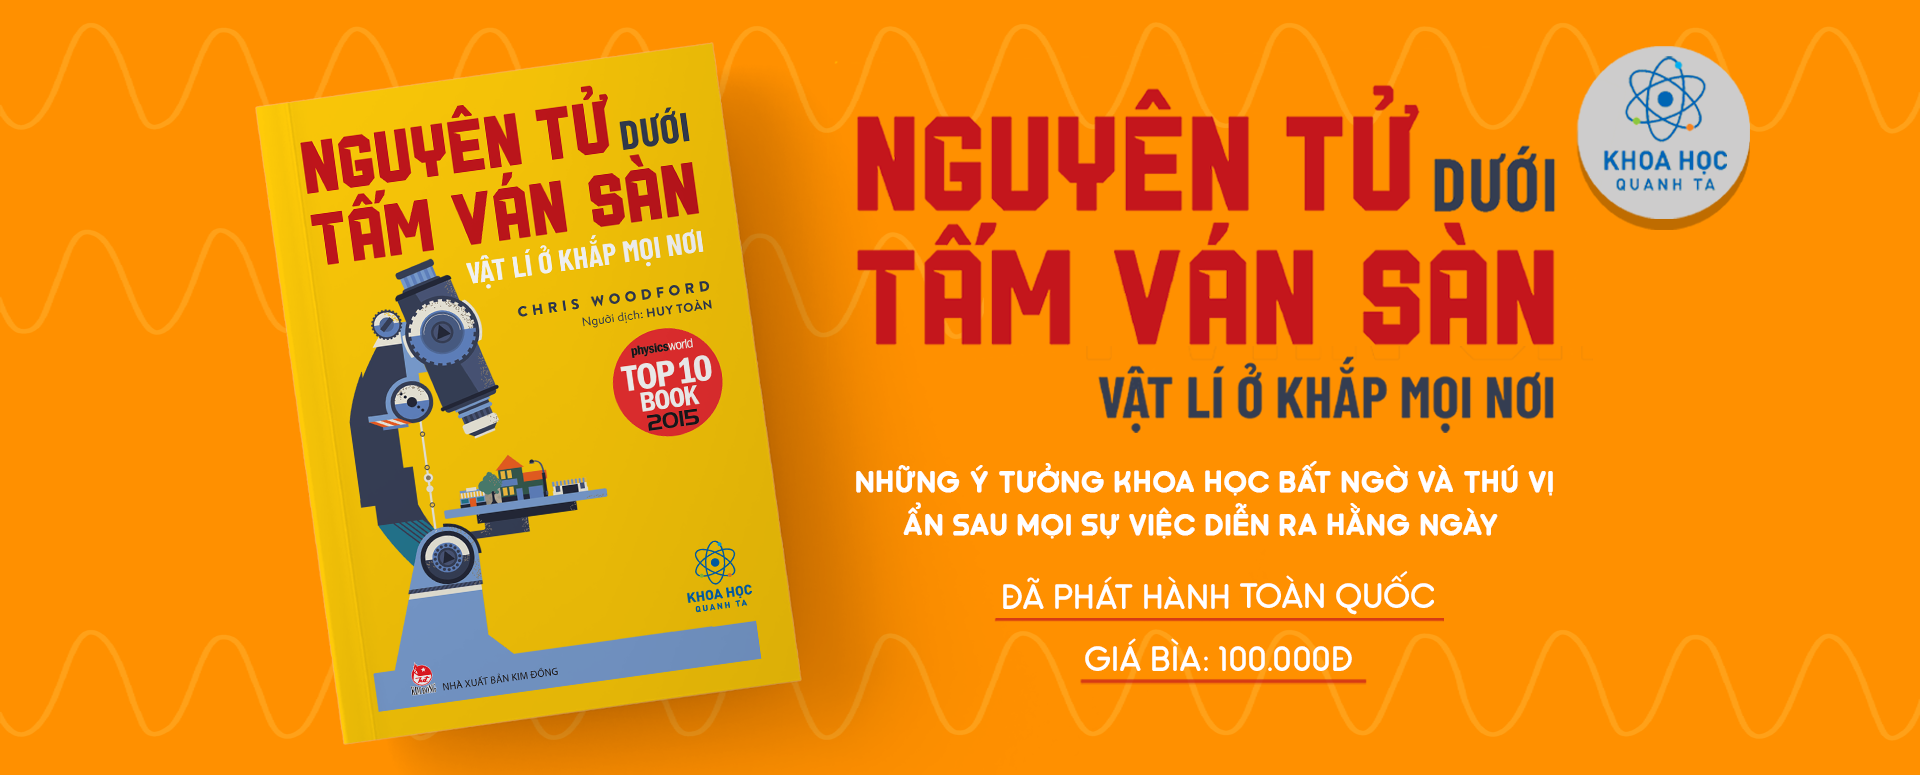 NGUYÊN TỬ DƯỚI
TẤM VÁN SÀN
VẬT LÍ Ở KHẮP MỌI NƠI
CHRIS WOODFORD
Người dịch: HUY TOÀN
physicsworld
TOP 10
BOOK
2015
KHOA HỌC
QUANH TA
NHÀ XUẤT BẢN KIM ĐỒNG
NGUYÊN TỬ DƯỚI
TẤM VÁN SÀN
VẬT LÍ Ở KHẮP MỌI NƠI
KHOA HỌC
QUANH TA
NHỮNG Ý TƯỞNG KHOA HỌC BẤT NGỜ VÀ THÚ VỊ
ẨN SAU MỌI SỰ VIỆC DIỄN RA HẰNG NGÀY
ĐÃ PHÁT HÀNH TOÀN QUỐC
GIÁ BÌA: 100.000Đ